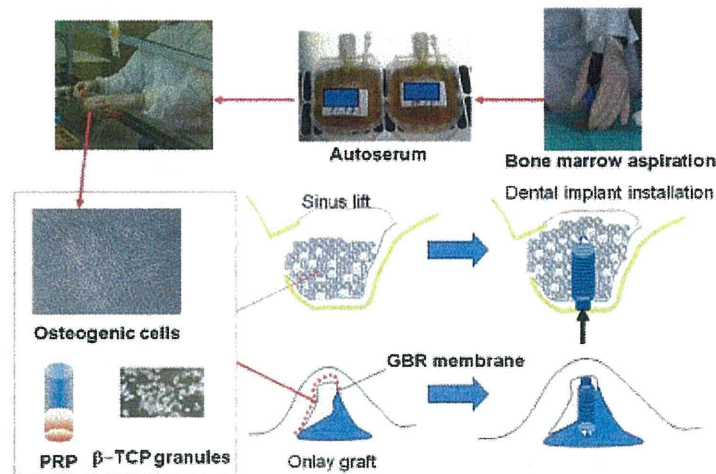 Autoserum
Bone marrow aspiration
Dental implant installation
Sinus lift
Osteogenic cells
GBR membrane
PRP
β-TCP granules
Onlay graft